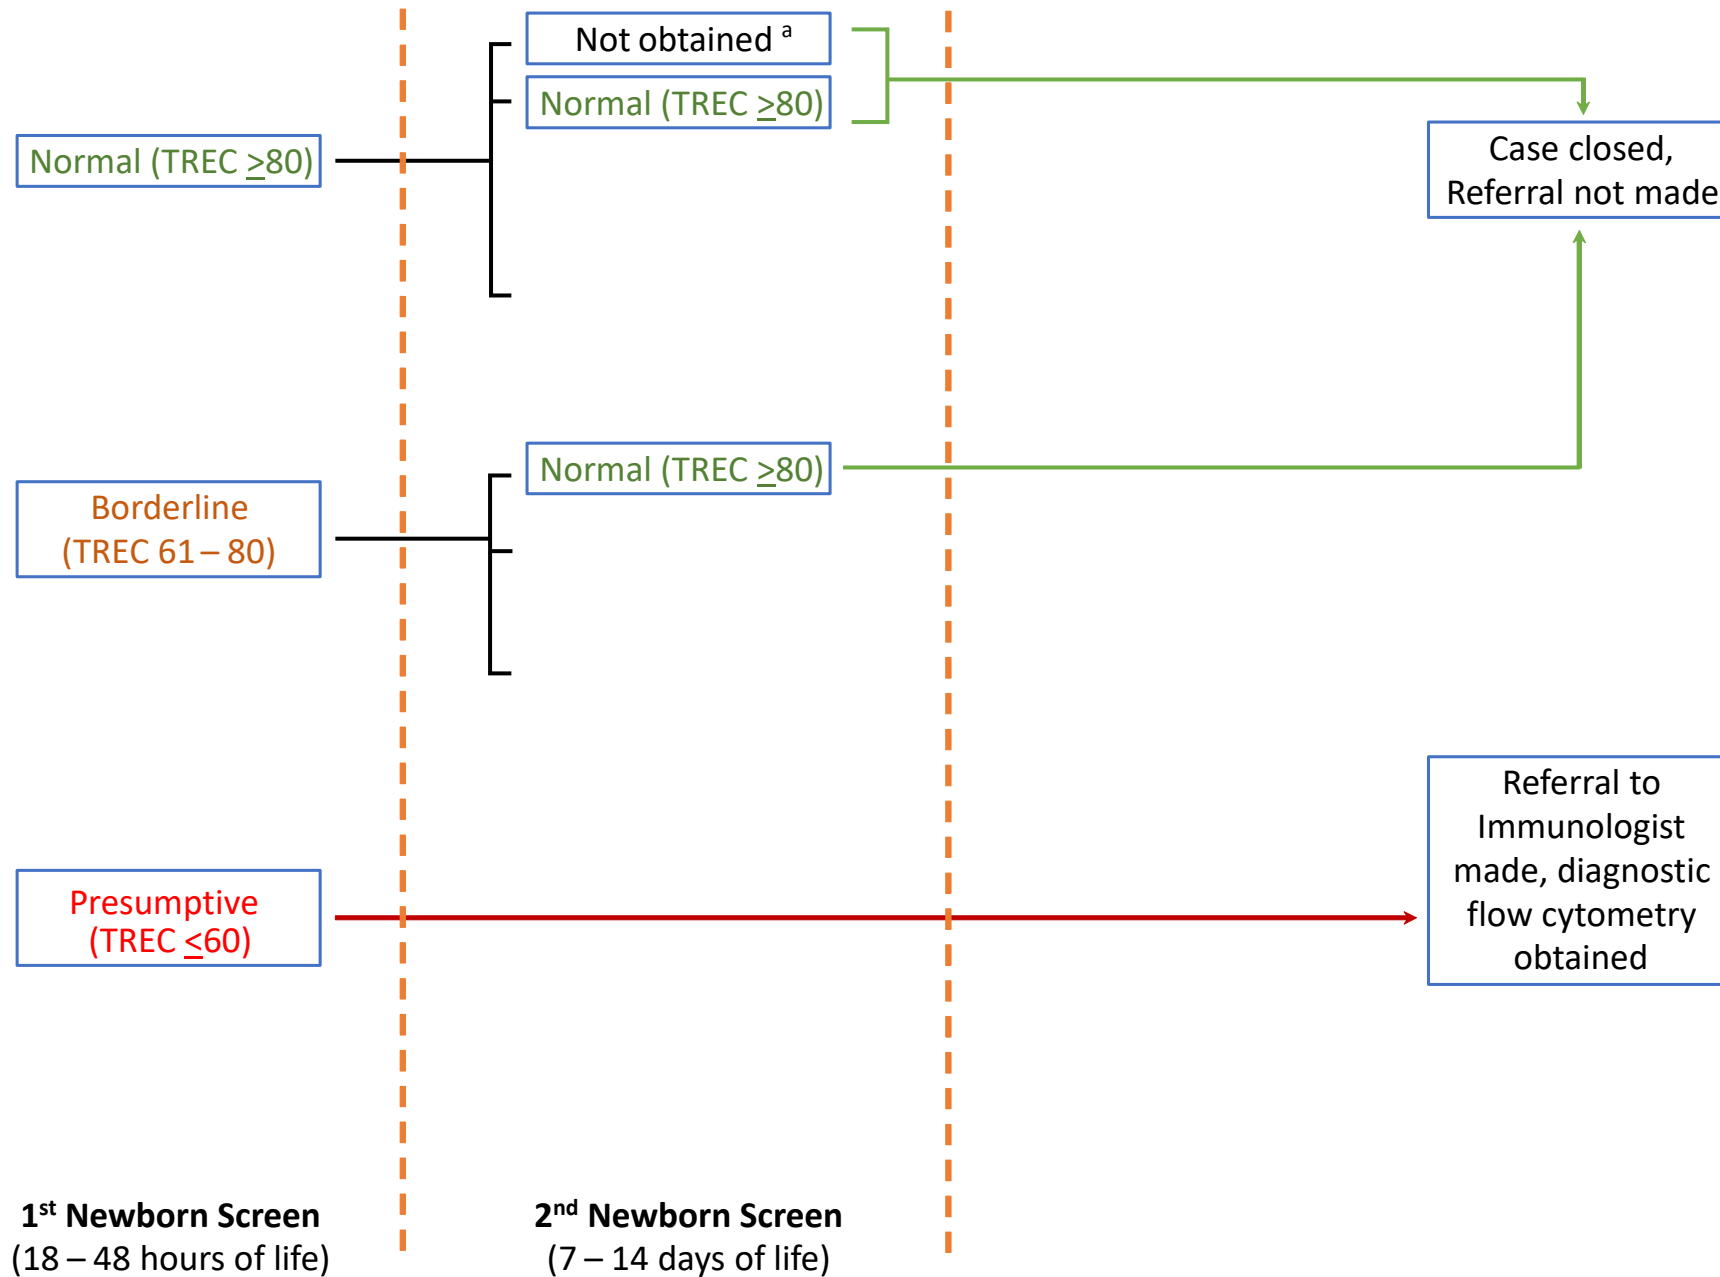 Not obtained a
Normal (TREC ≥80)
Normal (TREC ≥80)
Case closed,
Referral not made
Normal (TREC ≥80)
Borderline
(TREC 61 – 80)
Presumptive
(TREC ≤60)
Referral to
Immunologist
made, diagnostic
flow cytometry
obtained
1st Newborn Screen
(18 – 48 hours of life)
2nd Newborn Screen
(7 – 14 days of life)